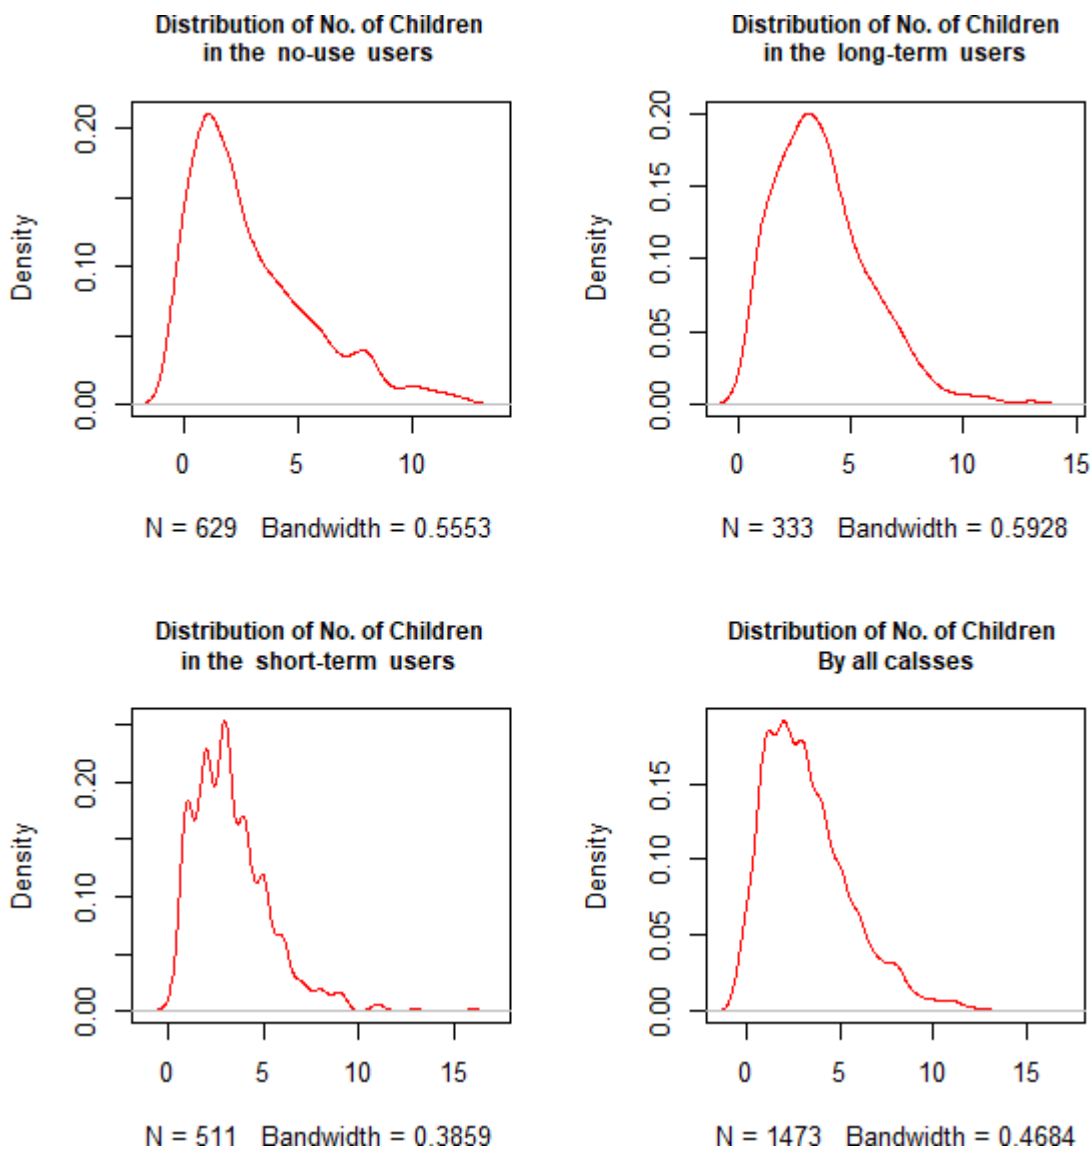 Distribution of No. of Children
in the no-use users
Density
0.00
0.10
0.20
0
5
10
N = 629 Bandwidth = 0.5553
Distribution of No. of Children
in the long-term users
Density
0.00
0.05
0.10
0.15
0.20
0
5
10
15
N = 333 Bandwidth = 0.5928
Distribution of No. of Children
in the short-term users
Density
0.00
0.10
0.20
0
5
10
15
N = 511 Bandwidth = 0.3859
Distribution of No. of Children
By all calsses
Density
0.00
0.05
0.10
0.15
0
5
10
15
N = 1473 Bandwidth = 0.4684